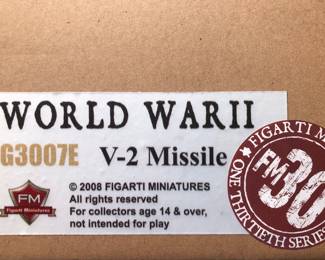 WORLD WARII
G3007E V-2 Missile
© 2008 FIGARTI MINIATURES
All rights reserved
For collectors age 14 & over,
not intended for play
FM
Figarti Miniatures
FIGARTI M
FM
30
ONE THIRTIETH SERIES